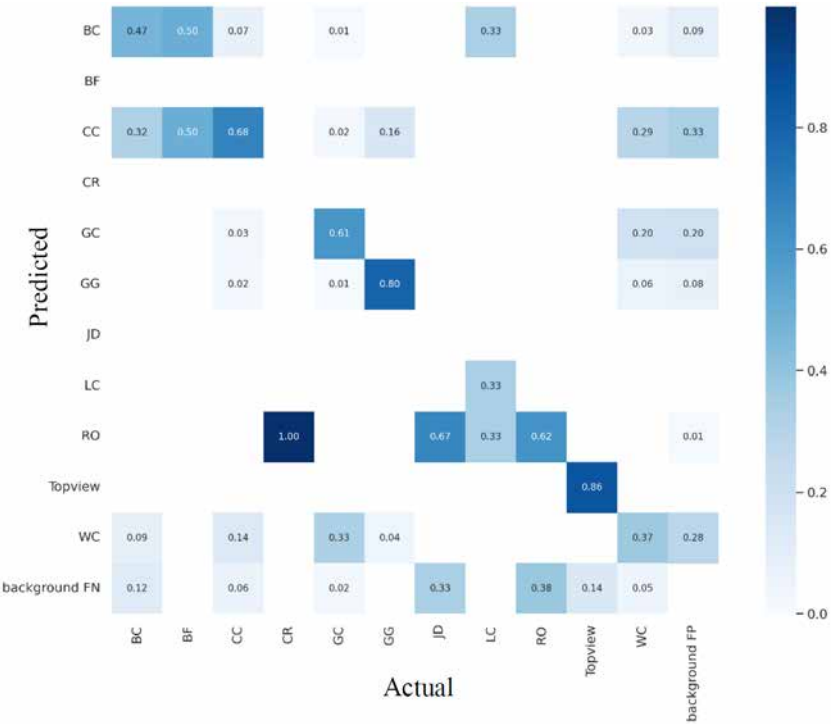 BC 0.47 0.50 0.07 0.01 0.33 0.03 0.09
BF
CC 0.32 0.50 0.68 0.02 0.16 0.29 0.33
CR
GC 0.03 0.61 0.20 0.20
GG 0.02 0.01 0.80 0.06 0.08
JD
LC 0.33
RO 1.00 0.67 0.33 0.62 0.01
Topview 0.86
WC 0.09 0.14 0.33 0.04 0.37 0.28
background FN 0.12 0.06 0.02 0.33 0.38 0.14 0.05
BC BF CC CR GC GG JD LC RO Topview WC background FP
Predicted
Actual
0.8
0.6
0.4
0.2
0.0